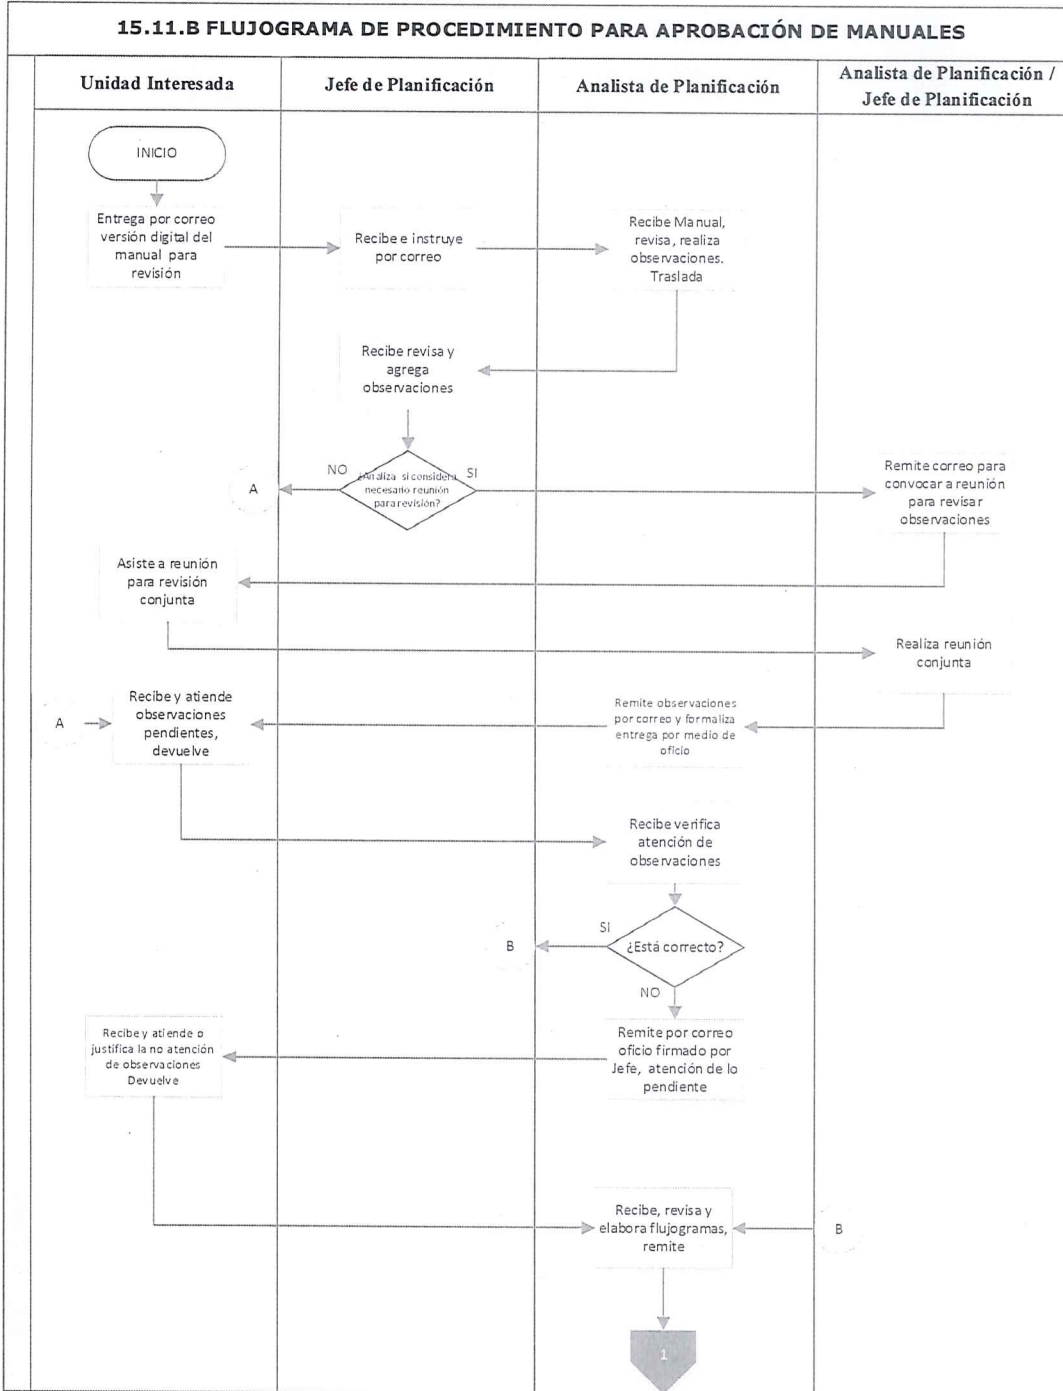 15.11.B FLUJOGRAMA DE PROCEDIMIENTO PARA APROBACIÓN DE MANUALES
Unidad Interesada
Jefe de Planificación
Analista de Planificación
Analista de Planificación /
Jefe de Planificación
INICIO
Entrega por correo
versión digital del
manual para
revisión
Recibe e instruye
por correo
Recibe Manual,
revisa, realiza
observaciones.
Traslada
Recibe revisa y
agrega
observaciones
A
NO
¿Analiza si considera
necesario reunión
para revisión?
SI
Remite correo para
convocar a reunión
para revisar
observaciones
Asiste a reunión
para revisión
conjunta
Realiza reunión
conjunta
A
Recibe y atiende
observaciones
pendientes,
devuelve
Remite observaciones
por correo y formaliza
entrega por medio de
oficio
Recibe verifica
atención de
observaciones
B
SI
¿Está correcto?
NO
Recibe y atiende o
justifica la no atención
de observaciones
Devuelve
Remite por correo
oficio firmado por
Jefe, atención de lo
pendiente
Recibe, revisa y
elabora flujogramas,
remite
B
1